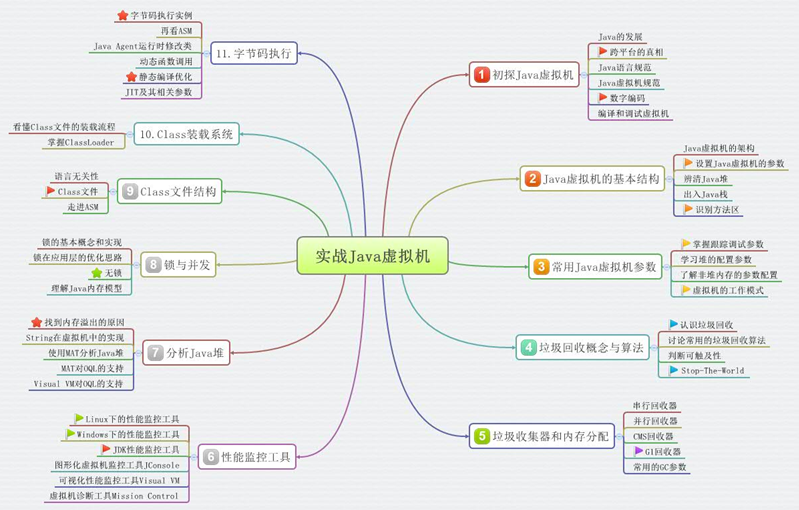 实战Java虚拟机
1 初探Java虚拟机
Java的发展
跨平台的真相
Java语言规范
Java虚拟机规范
数字编码
编译和调试虚拟机
2 Java虚拟机的基本结构
Java虚拟机的架构
设置Java虚拟机的参数
辨清Java堆
出入Java栈
识别方法区
3 常用Java虚拟机参数
掌握跟踪调试参数
学习堆的配置参数
了解非堆内存的参数配置
虚拟机的工作模式
4 垃圾回收概念与算法
认识垃圾回收
讨论常用的垃圾回收算法
判断可触及性
Stop-The-World
5 垃圾收集器和内存分配
串行回收器
并行回收器
CMS回收器
G1回收器
常用的GC参数
6 性能监控工具
Linux下的性能监控工具
Windows下的性能监控工具
JDK性能监控工具
图形化虚拟机监控工具JConsole
可视化性能监控工具Visual VM
虚拟机诊断工具Mission Control
7 分析Java堆
找到内存溢出的原因
String在虚拟机中的实现
使用MAT分析Java堆
MAT对OQL的支持
Visual VM对OQL的支持
8 锁与并发
锁的基本概念和实现
锁在应用层的优化思路
无锁
理解Java内存模型
9 Class文件结构
语言无关性
Class文件
走进ASM
10.Class装载系统
看懂Class文件的装载流程
掌握ClassLoader
11.字节码执行
字节码执行实例
再看ASM
Java Agent运行时修改类
动态函数调用
静态编译优化
JIT及其相关参数